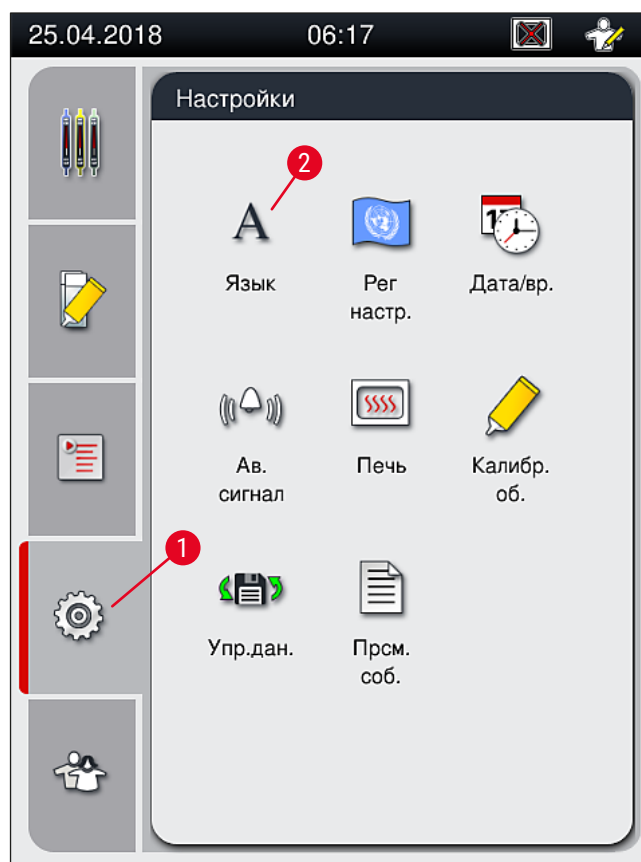 25.04.2018
06:17
Настройки
2
17
Язык
Рег
настр.
Дата/вр.
Ав.
сигнал
Печь
Калибр.
об.
1
Упр.дан.
Прсм.
соб.